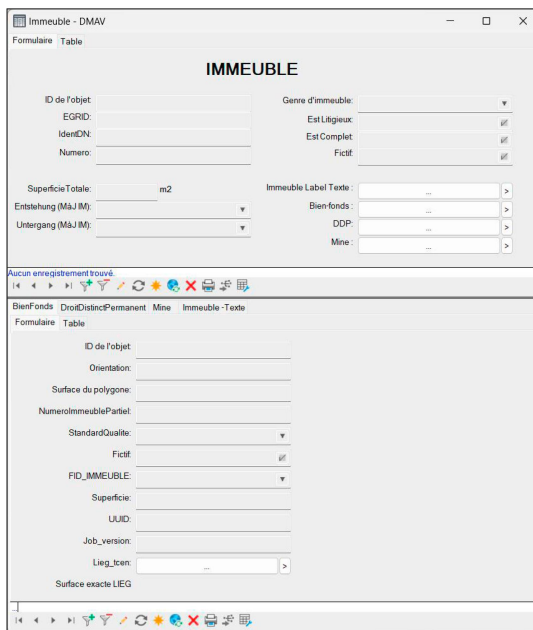 Immeuble - DMAV
Formulaire Table
IMMEUBLE
ID de l'objet:
EGRID:
IdentDN:
Numero:
Genre d'immeuble:
Est Litigieux:
Est Complet:
Fictif:
Superficie Totale: m2
Entstehung (MàJ IM):
Untergang (MàJ IM):
Immeuble Label Texte : ... >
Bien-fonds : ... >
DDP: ... >
Mine : ... >
Aucun enregistrement trouvé.
BienFonds DroitDistinctPermanent Mine Immeuble -Texte
Formulaire Table
ID de l'objet:
Orientation:
Surface du polygone:
NumeroImmeublePartiel:
StandardQualite:
Fictif:
FID_IMMEUBLE:
Superficie:
UUID:
Job_version:
Lieg_tcen: ... >
Surface exacte LIEG